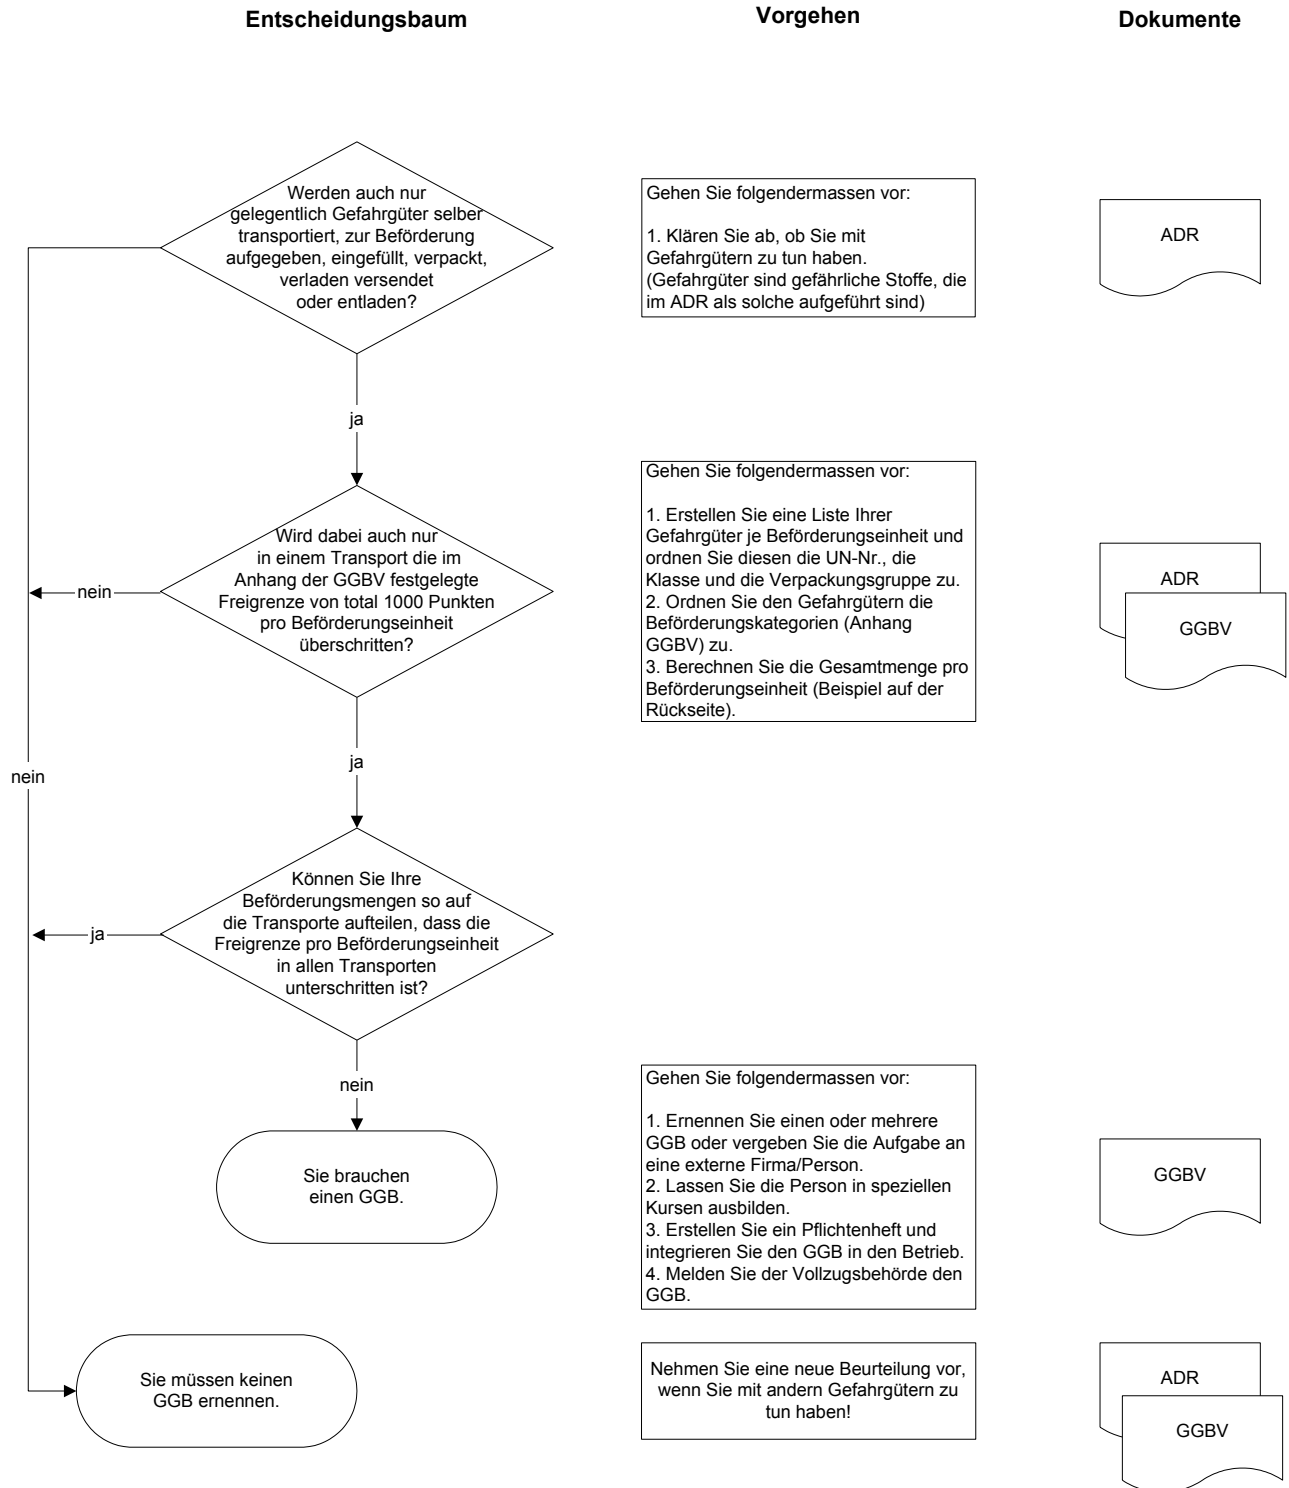 Entscheidungsbaum
Vorgehen
Dokumente
Werden auch nur
gelegentlich Gefahrgüter selber
transportiert, zur Beförderung
aufgegeben, eingefüllt, verpackt,
verladen versendet
oder entladen?
Gehen Sie folgendermassen vor:
1. Klären Sie ab, ob Sie mit
Gefahrgütern zu tun haben.
(Gefahrgüter sind gefährliche Stoffe, die
im ADR als solche aufgeführt sind)
ADR
ja
Wird dabei auch nur
in einem Transport die im
Anhang der GGBV festgelegte
Freigrenze von total 1000 Punkten
pro Beförderungseinheit
überschritten?
nein
Gehen Sie folgendermassen vor:
1. Erstellen Sie eine Liste Ihrer
Gefahrgüter je Beförderungseinheit und
ordnen Sie diesen die UN-Nr., die
Klasse und die Verpackungsgruppe zu.
2. Ordnen Sie den Gefahrgütern die
Beförderungskategorien (Anhang
GGBV) zu.
3. Berechnen Sie die Gesamtmenge pro
Beförderungseinheit (Beispiel auf der
Rückseite).
ADR
GGBV
ja
nein
Können Sie Ihre
Beförderungsmengen so auf
die Transporte aufteilen, dass die
Freigrenze pro Beförderungseinheit
in allen Transporten
unterschritten ist?
ja
nein
Sie brauchen
einen GGB.
Gehen Sie folgendermassen vor:
1. Ernennen Sie einen oder mehrere
GGB oder vergeben Sie die Aufgabe an
eine externe Firma/Person.
2. Lassen Sie die Person in speziellen
Kursen ausbilden.
3. Erstellen Sie ein Pflichtenheft und
integrieren Sie den GGB in den Betrieb.
4. Melden Sie der Vollzugsbehörde den
GGB.
GGBV
Sie müssen keinen
GGB ernennen.
Nehmen Sie eine neue Beurteilung vor,
wenn Sie mit andern Gefahrgütern zu
tun haben!
ADR
GGBV